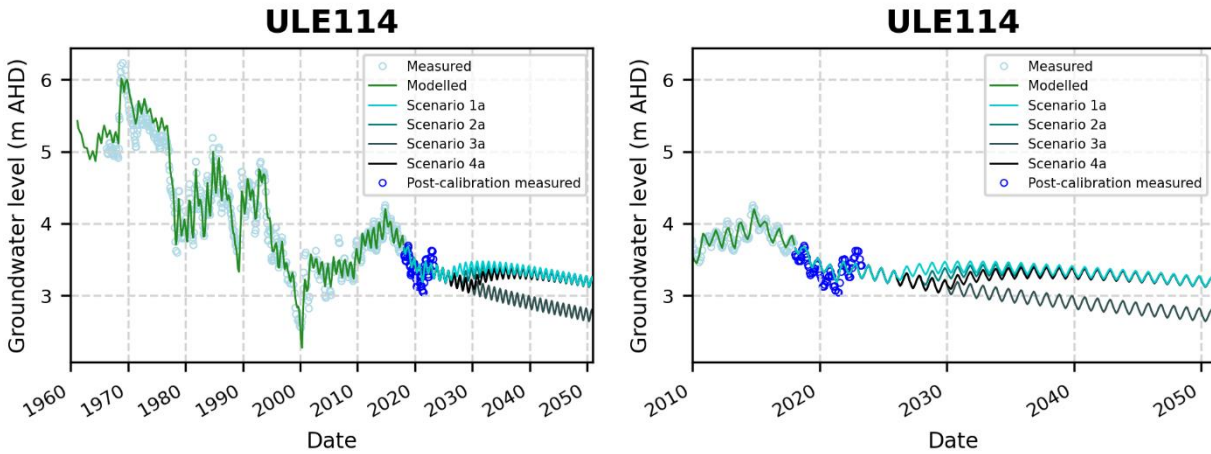 ULE114
6
5
4
3
Groundwater level (m AHD)
1960
1970
1980
1990
2000
2010
2020
2030
2040
2050
Date
Measured
Modelled
Scenario 1a
Scenario 2a
Scenario 3a
Scenario 4a
Post-calibration measured
ULE114
6
5
4
3
Groundwater level (m AHD)
2010
2020
2030
2040
2050
Date
Measured
Modelled
Scenario 1a
Scenario 2a
Scenario 3a
Scenario 4a
Post-calibration measured